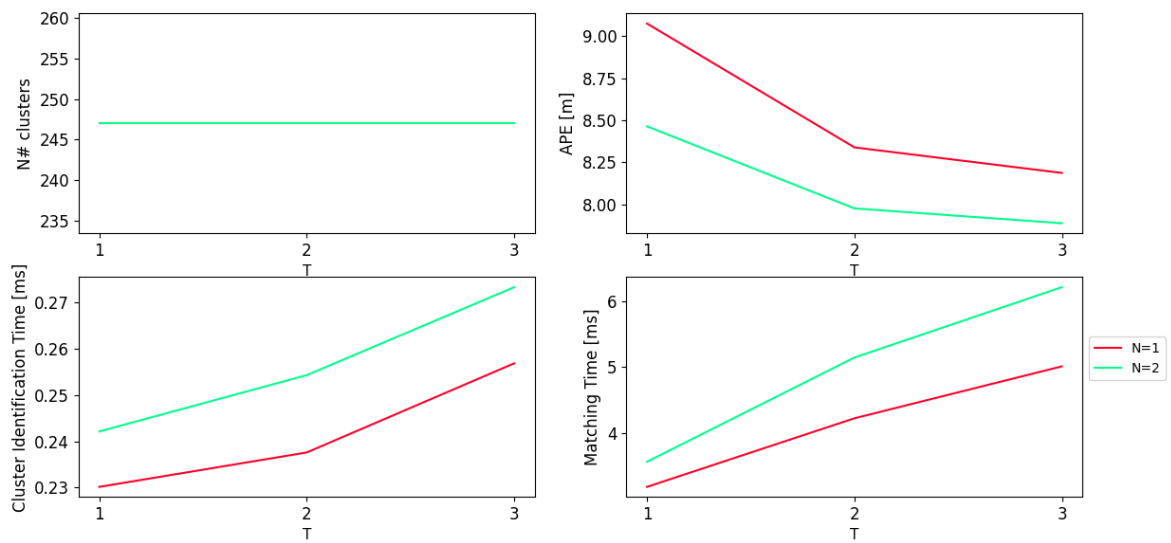 N# clusters
260
255
250
245
240
235
1 2 3
T
APE [m]
9.00
8.75
8.50
8.25
8.00
1 2 3
T
Cluster Identification Time [ms]
0.27
0.26
0.25
0.24
0.23
1 2 3
T
Matching Time [ms]
6
5
4
1 2 3
T
N=1
N=2